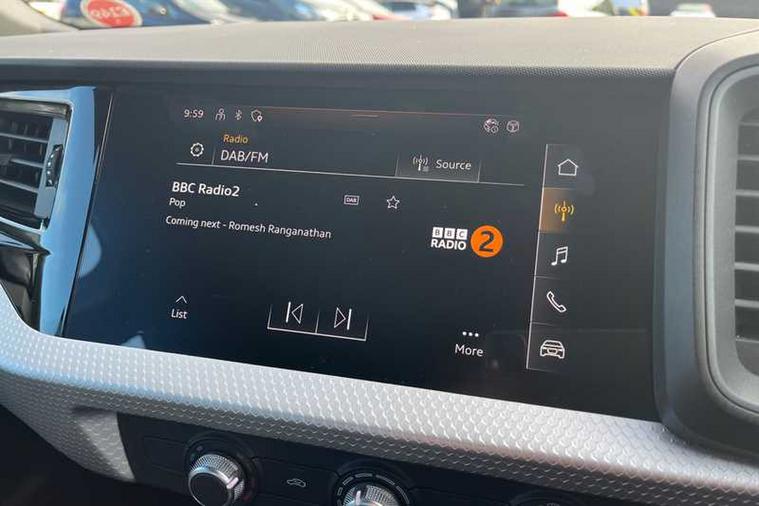 9:59
Radio
DAB/FM
Source
BBC Radio2
Pop
DAB
Coming next - Romesh Ranganathan
BBC
RADIO 2
List
More